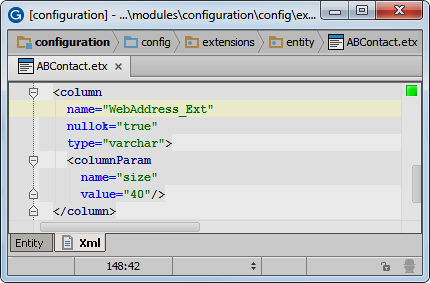 [configuration] - ...\modules\configuration\config\ex...
configuration config extensions entity ABContact.etx
ABContact.etx
<column
name="WebAddress_Ext"
nullok="true"
type="varchar">
<columnParam
name="size"
value="40"/>
</column>
Entity Xml
148:42